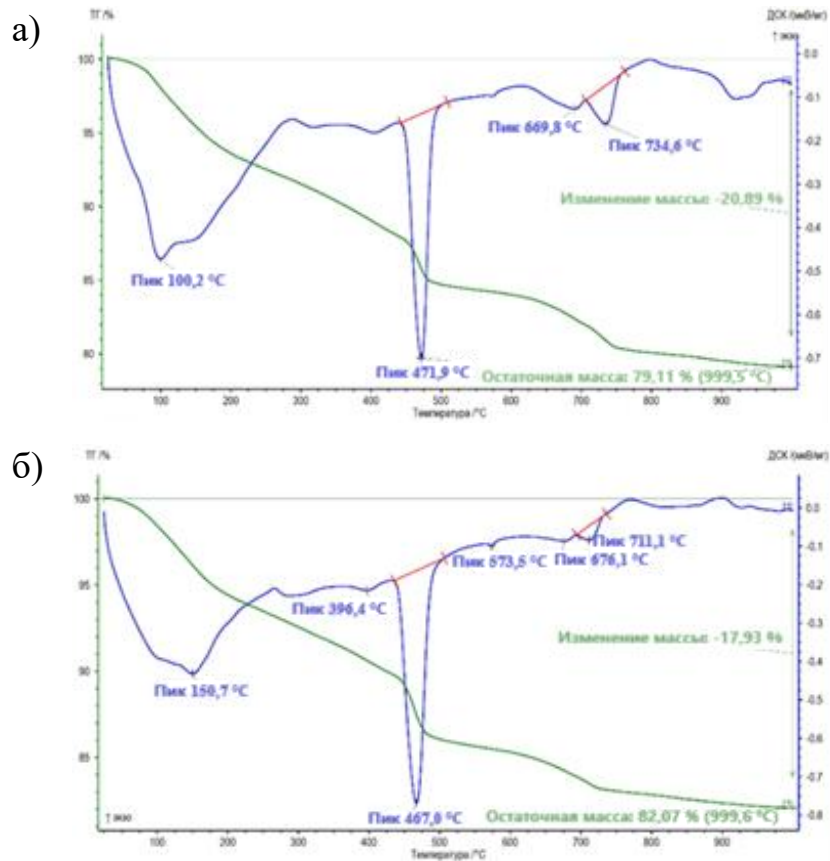 а)
ТГ /%
ДСК /(мкВ/мг)
↑ экзо
100
95
90
85
80
0.0
-0.1
-0.2
-0.3
-0.4
-0.5
-0.6
-0.7
Пик 669,8 °C
Пик 734,6 °C
Изменение массы: -20,89 %
Пик 100,2 °C
Пик 471,9 °C
Остаточная масса: 79,11 % (999,5 °C)
100 200 300 400 500 600 700 800 900
Температура /°C
б)
ТГ /%
ДСК /(мкВ/мг)
100
95
90
85
0.0
-0.1
-0.2
-0.3
-0.4
-0.5
-0.6
-0.7
-0.8
Пик 711,1 °C
Пик 573,5 °C
Пик 676,1 °C
Пик 396,4 °C
Изменение массы: -17,93 %
Пик 150,7 °C
Пик 467,0 °C
Остаточная масса: 82,07 % (999,6 °C)
↑ экзо
100 200 300 400 500 600 700 800 900
Температура /°C